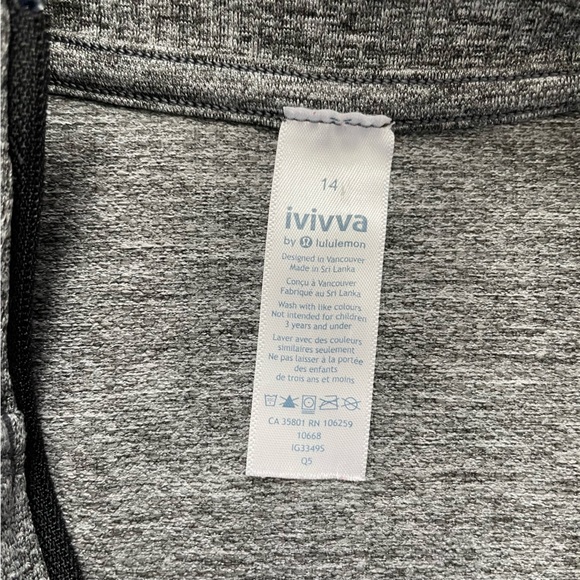 14
ivivva
by lululemon
Designed in Vancouver
Made in Sri Lanka
Conçu à Vancouver
Fabriqué au Sri Lanka
Wash with like colours
Not intended for children
3 years and under
Laver avec des couleurs
similaires seulement
Ne pas laisser à la portée
des enfants
de trois ans et moins
CA 35801 RN 106259
10668
IG3349S
Q5